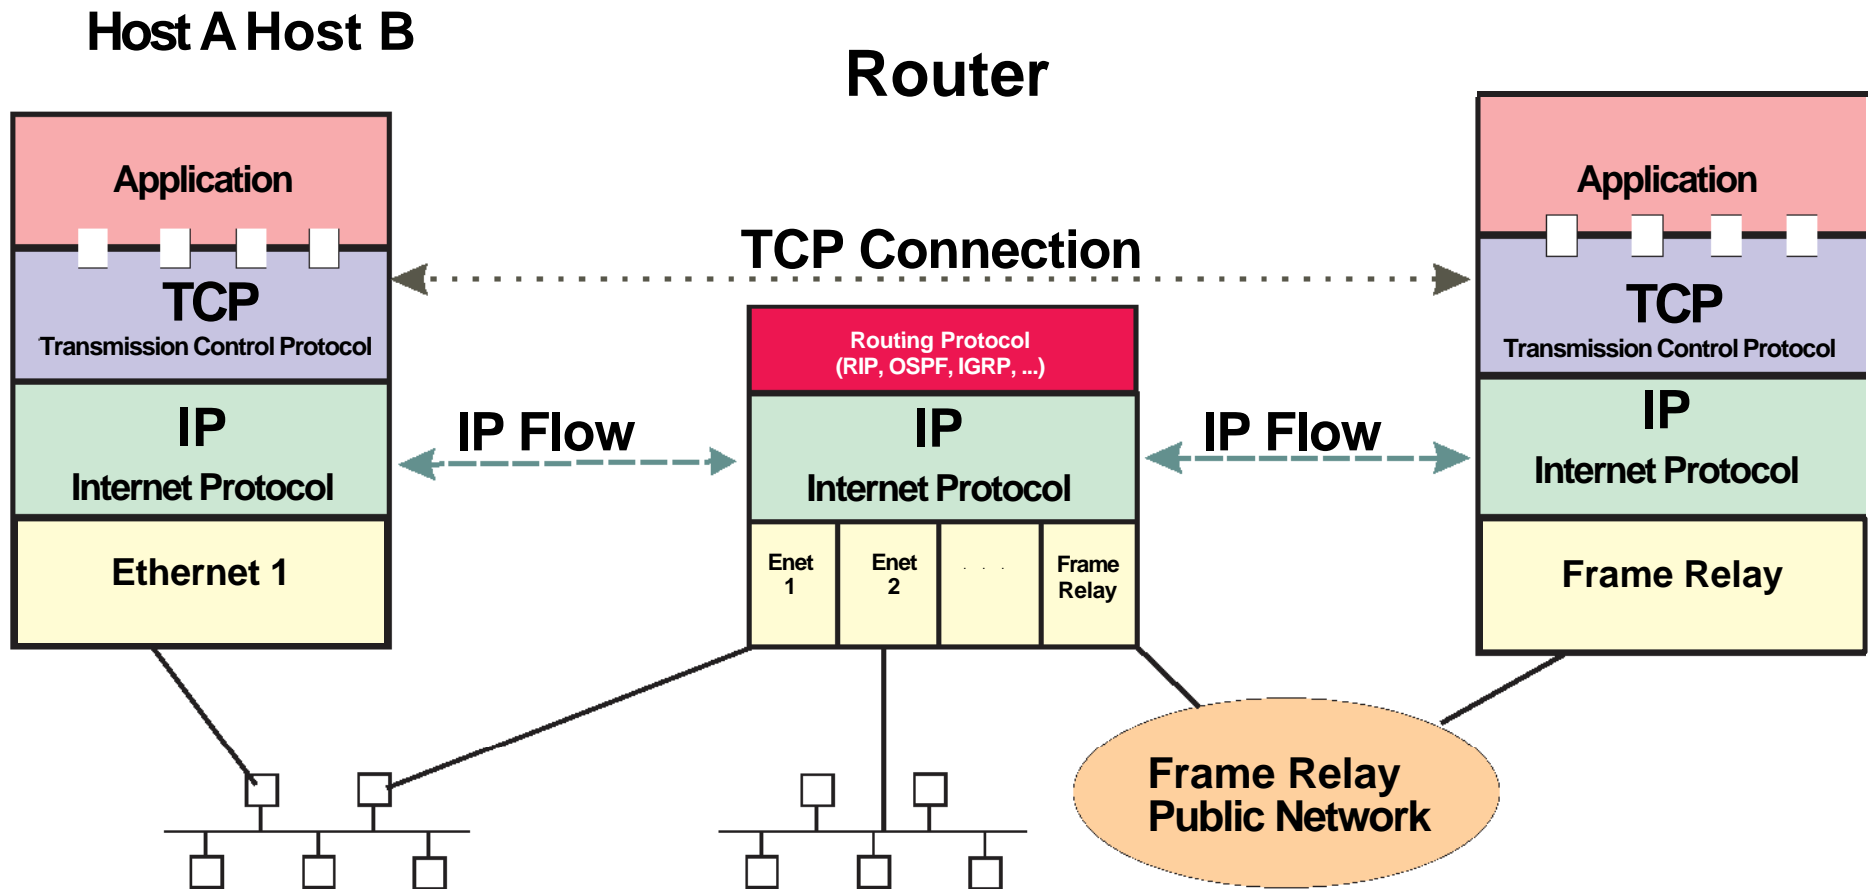 Host A Host B
Router
Application
TCP
Transmission Control Protocol
IP
Internet Protocol
Ethernet 1
TCP Connection
IP Flow
Routing Protocol
(RIP, OSPF, IGRP, ...)
IP
Internet Protocol
Enet
1
Enet
2
. . .
Frame
Relay
IP Flow
Application
TCP
Transmission Control Protocol
IP
Internet Protocol
Frame Relay
Frame Relay
Public Network